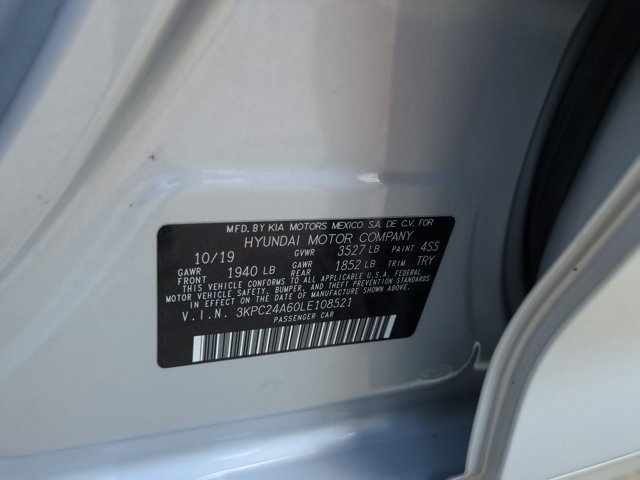 MFD. BY KIA MOTORS MEXICO S.A. DE C.V. FOR
HYUNDAI MOTOR COMPANY
10/19 GVWR 3527 LB PAINT 4SS
GAWR FRONT 1940 LB GAWR REAR 1852 LB TRIM TRY
THIS VEHICLE CONFORMS TO ALL APPLICABLE U.S.A. FEDERAL
MOTOR VEHICLE SAFETY, BUMPER, AND THEFT PREVENTION STANDARDS
IN EFFECT ON THE DATE OF MANUFACTURE SHOWN ABOVE.
V.I.N. 3KPC24A60LE108521
PASSENGER CAR